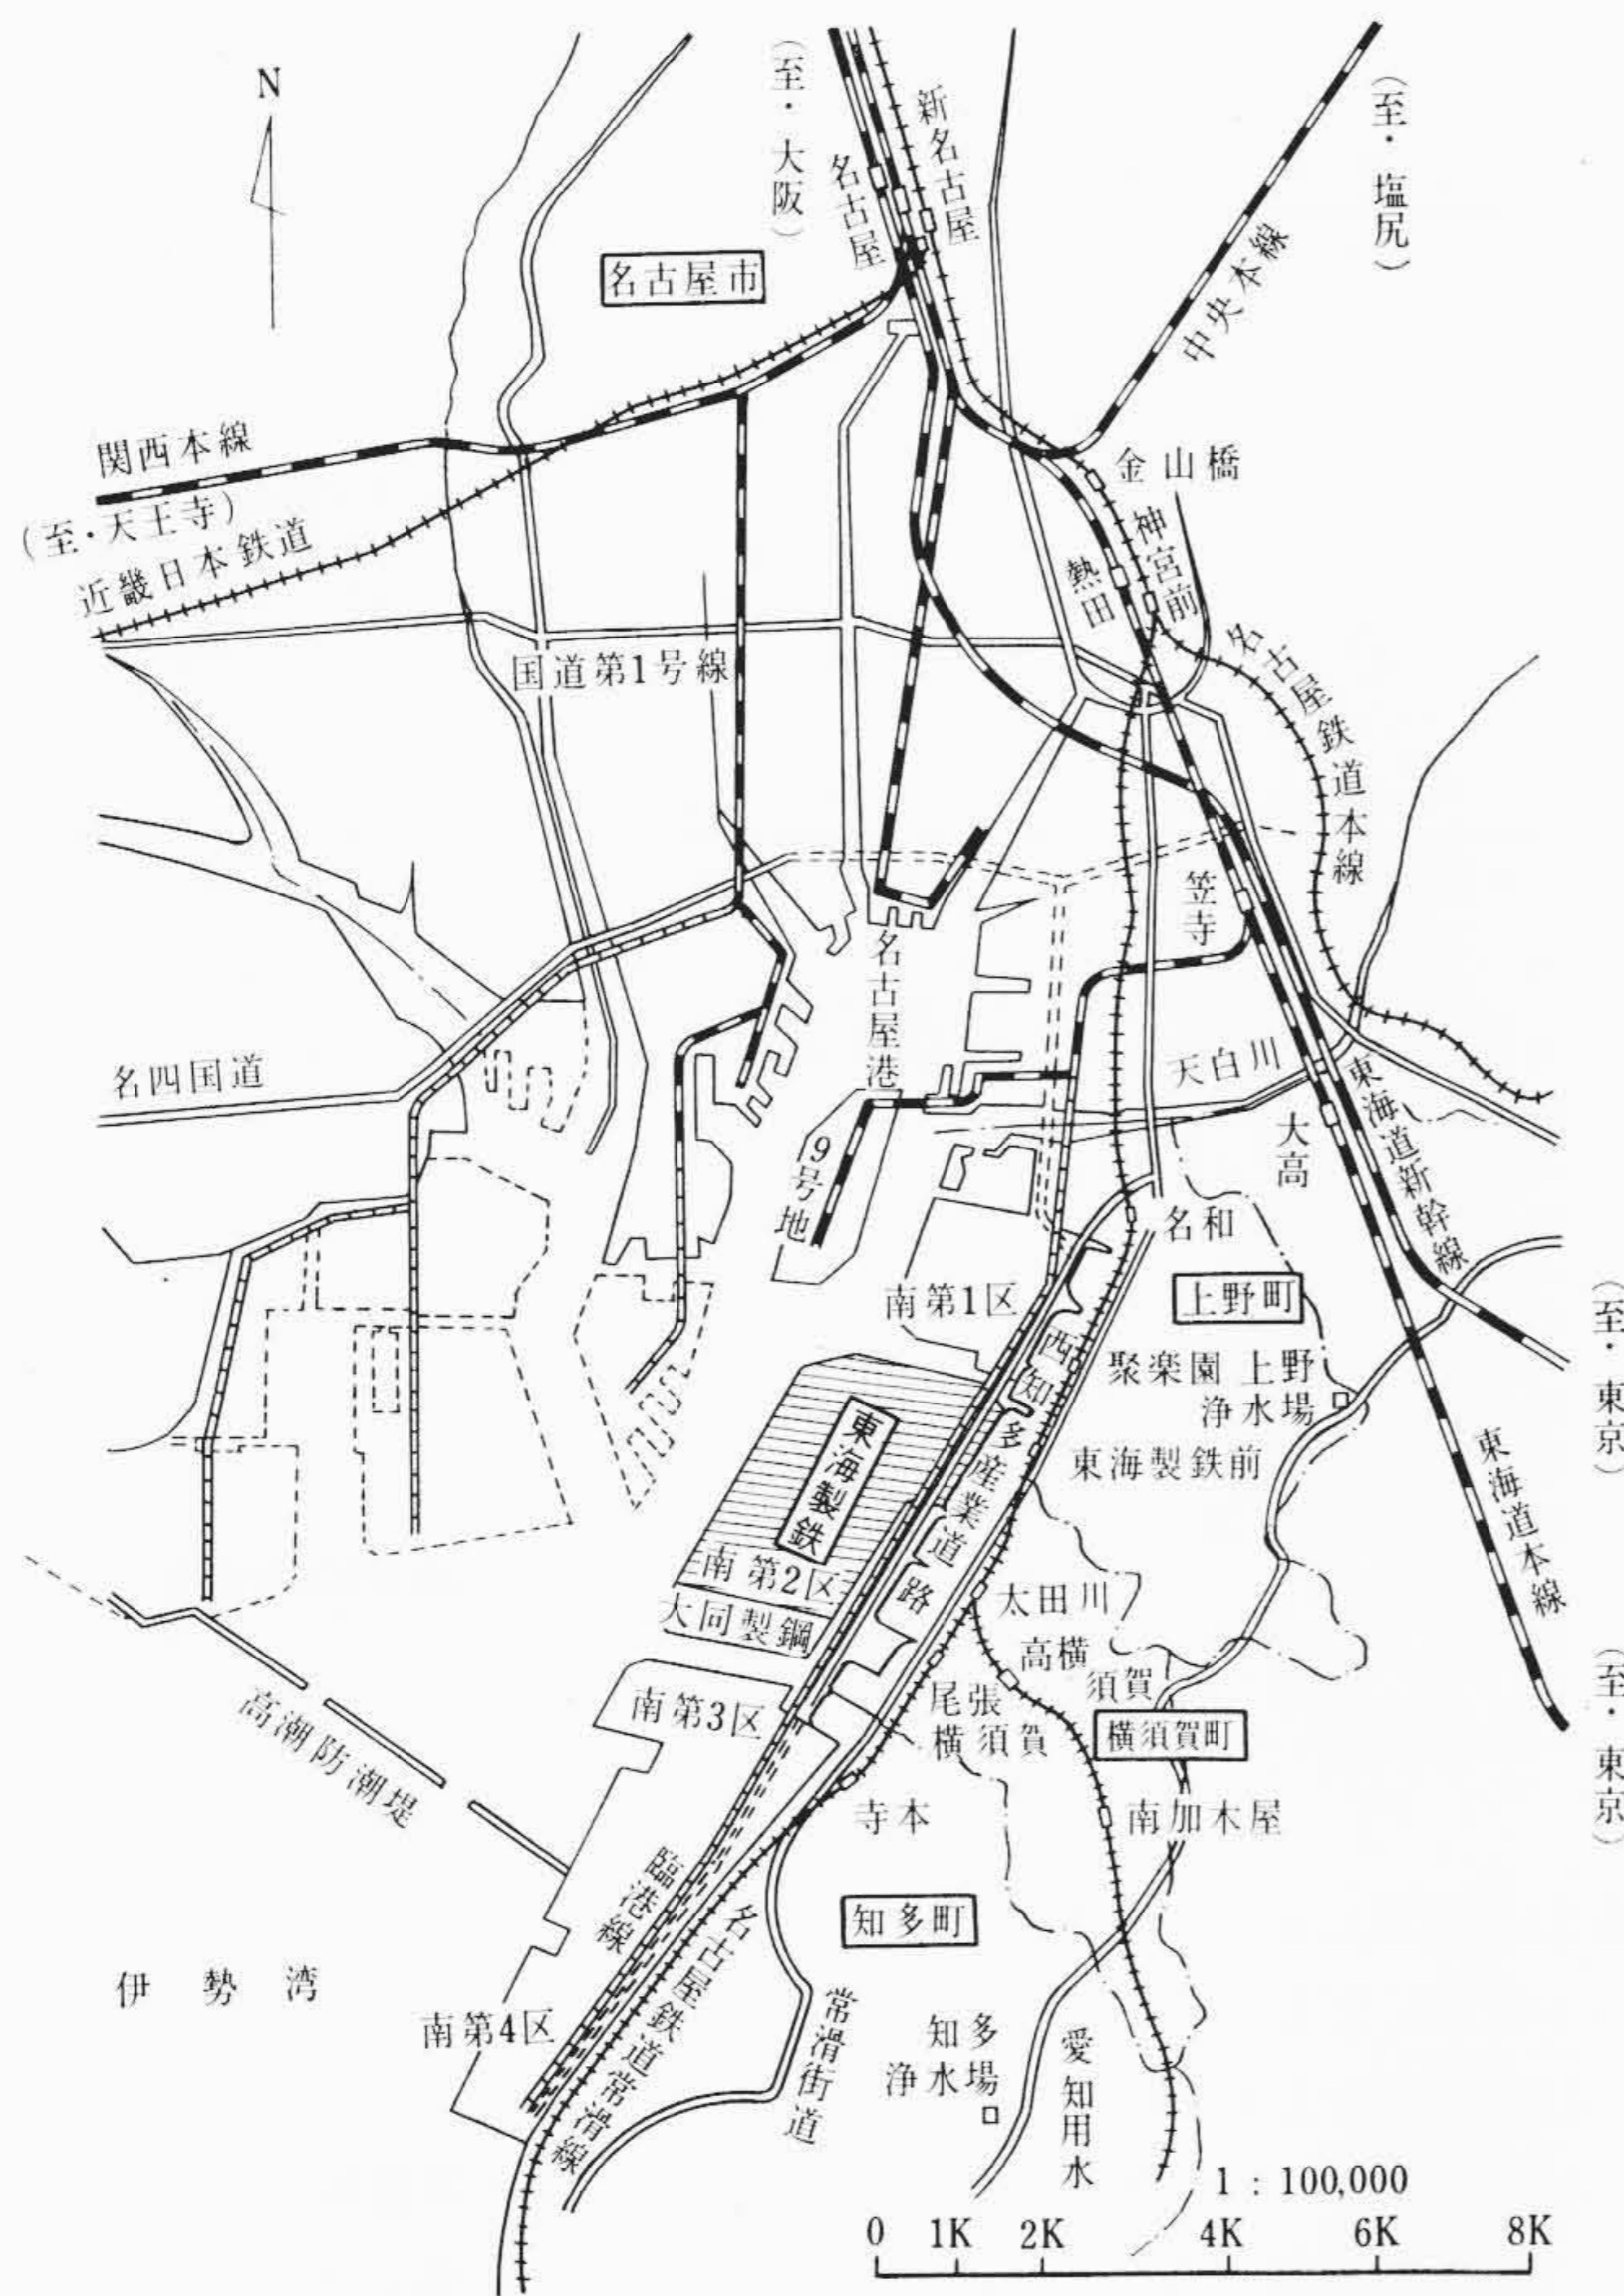 N
(至・大阪)
新名古屋
名古屋
(至・塩尻)
名古屋市
中央本線
関西本線
(至・天王寺)
近畿日本鉄道
金山橋
神宮前
熱田
名古屋鉄道本線
国道第1号線
笠寺
名古屋港
天白川
名四国道
東海道新幹線
大高
9号地
名和
南第1区
上野町
(至・東京)
西知多産業道路
聚楽園
上野
浄水場
東海製鉄
東海製鉄前
東海道本線
南第2区
大同製鋼
太田川
高横
須賀
南第3区
尾張
横須賀
横須賀町
(至・東京)
高潮防潮堤
寺本
南加木屋
臨港線
知多町
名古屋鉄道常滑線
伊勢湾
常滑街道
南第4区
知多
浄水場
愛知用水
1:100,000
0 1K 2K 4K 6K 8K